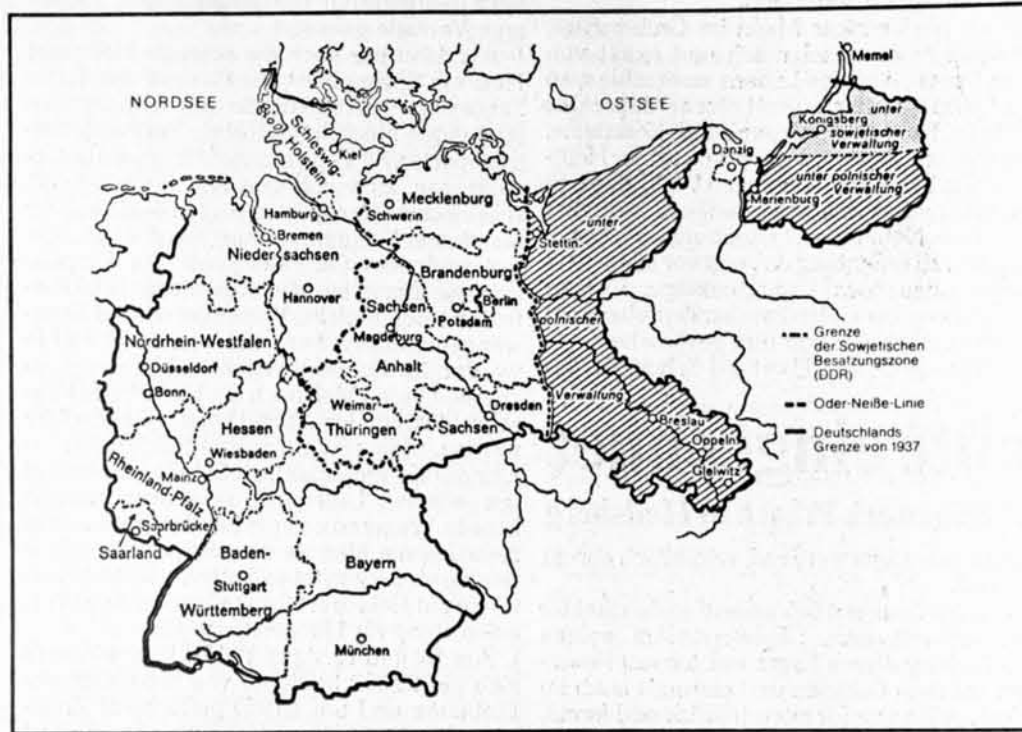 NORDSEE
OSTSEE
Memel
Königsberg
unter
sowjetischer
Verwaltung
Danzig
unter polnischer
Verwaltung
Marienburg
Schleswig-
Holstein
Kiel
Mecklenburg
Schwerin
Hamburg
Bremen
Nieder-
sachsen
Hannover
unter
Stettin
Brandenburg
Berlin
Potsdam
Sachsen
Magdeburg
Anhalt
polnischer
Verwaltung
Nordrhein-Westfalen
Düsseldorf
Bonn
Hessen
Wiesbaden
Mainz
Weimar
Thüringen
Sachsen
Dresden
Breslau
Oppeln
Gleiwitz
Rheinland-Pfalz
Saarbrücken
Saarland
Baden-
Stuttgart
Württemberg
Bayern
München
Grenze
der Sowjetischen
Besatzungszone
(DDR)
Oder-Neiße-Linie
Deutschlands
Grenze von 1937